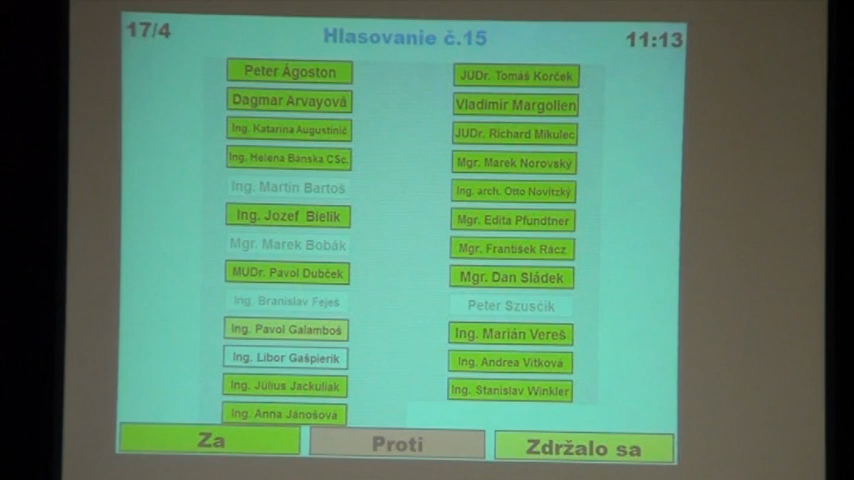 17/4
Hlasovanie č.15
11:13
Peter Ágoston
Dagmar Arvayová
Ing. Katarína Augustinič
Ing. Helena Bánska CSc.
Ing. Martin Bartoš
Ing. Jozef Bielik
Mgr. Marek Bobák
MUDr. Pavol Dubček
Ing. Branislav Feješ
Ing. Pavol Galamboš
Ing. Libor Gašpierik
Ing. Július Jackuliak
Ing. Anna Jánošová
JUDr. Tomáš Korček
Vladimír Margolien
JUDr. Richard Mikulec
Mgr. Marek Norovský
Ing. arch. Otto Novitzký
Mgr. Edita Pfundtner
Mgr. František Rácz
Mgr. Dan Sládek
Peter Szuščík
Ing. Marián Vereš
Ing. Andrea Vítková
Ing. Stanislav Winkler
Za
Proti
Zdržalo sa